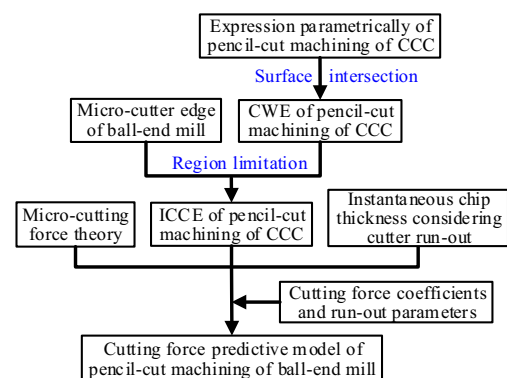 Expression parametrically of
pencil-cut machining of CCC
Surface intersection
Micro-cutter edge
of ball-end mill
CWE of pencil-cut
machining of CCC
Region limitation
Micro-cutting
force theory
ICCE of pencil-cut
machining of CCC
Instantaneous chip
thickness considering
cutter run-out
Cutting force coefficients
and run-out parameters
Cutting force predictive model of
pencil-cut machining of ball-end mill